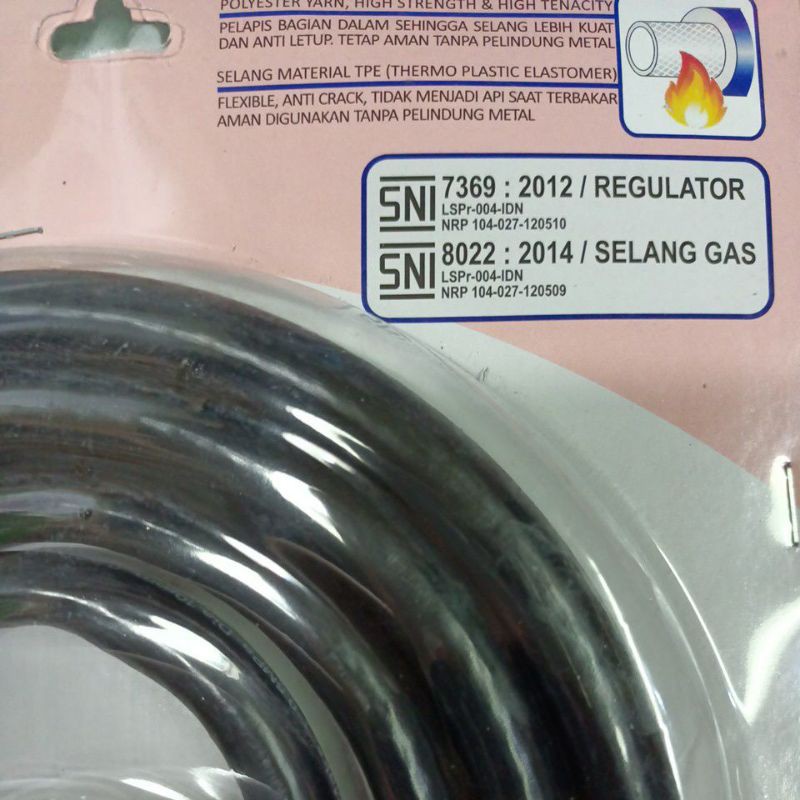 POLYESTER YARN, HIGH STRENGTH & HIGH TENACITY
PELAPIS BAGIAN DALAM SEHINGGA SELANG LEBIH KUAT
DAN ANTI LETUP. TETAP AMAN TANPA PELINDUNG METAL
SELANG MATERIAL TPE (THERMO PLASTIC ELASTOMER)
FLEXIBLE, ANTI CRACK, TIDAK MENJADI API SAAT TERBAKAR
AMAN DIGUNAKAN TANPA PELINDUNG METAL
SNI 7369 : 2012 / REGULATOR
LSPr-004-IDN
NRP 104-027-120510
SNI 8022 : 2014 / SELANG GAS
LSPr-004-IDN
NRP 104-027-120509